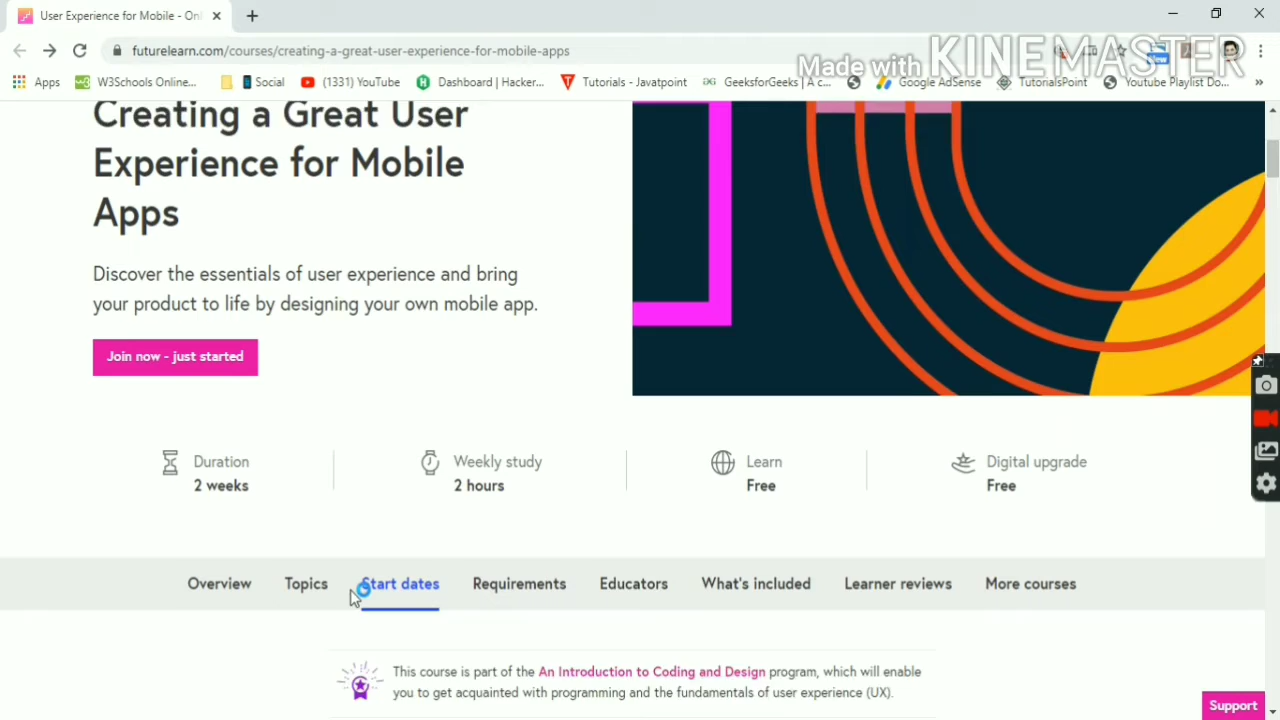 User Experience for Mobile - Onl
futurelearn.com/courses/creating-a-great-user-experience-for-mobile-apps
Made with KINEMASTER
New
Apps
W3Schools Online...
Social
(1331) YouTube
Dashboard | Hacker...
Tutorials - Javatpoint
GeeksforGeeks | A c...
Google AdSense
TutorialsPoint
Youtube Playlist Do...
Creating a Great User
Experience for Mobile
Apps
Discover the essentials of user experience and bring
your product to life by designing your own mobile app.
Join now - just started
Duration
2 weeks
Weekly study
2 hours
Learn
Free
Digital upgrade
Free
Overview
Topics
Start dates
Requirements
Educators
What's included
Learner reviews
More courses
This course is part of the An Introduction to Coding and Design program, which will enable
you to get acquainted with programming and the fundamentals of user experience (UX).
Support